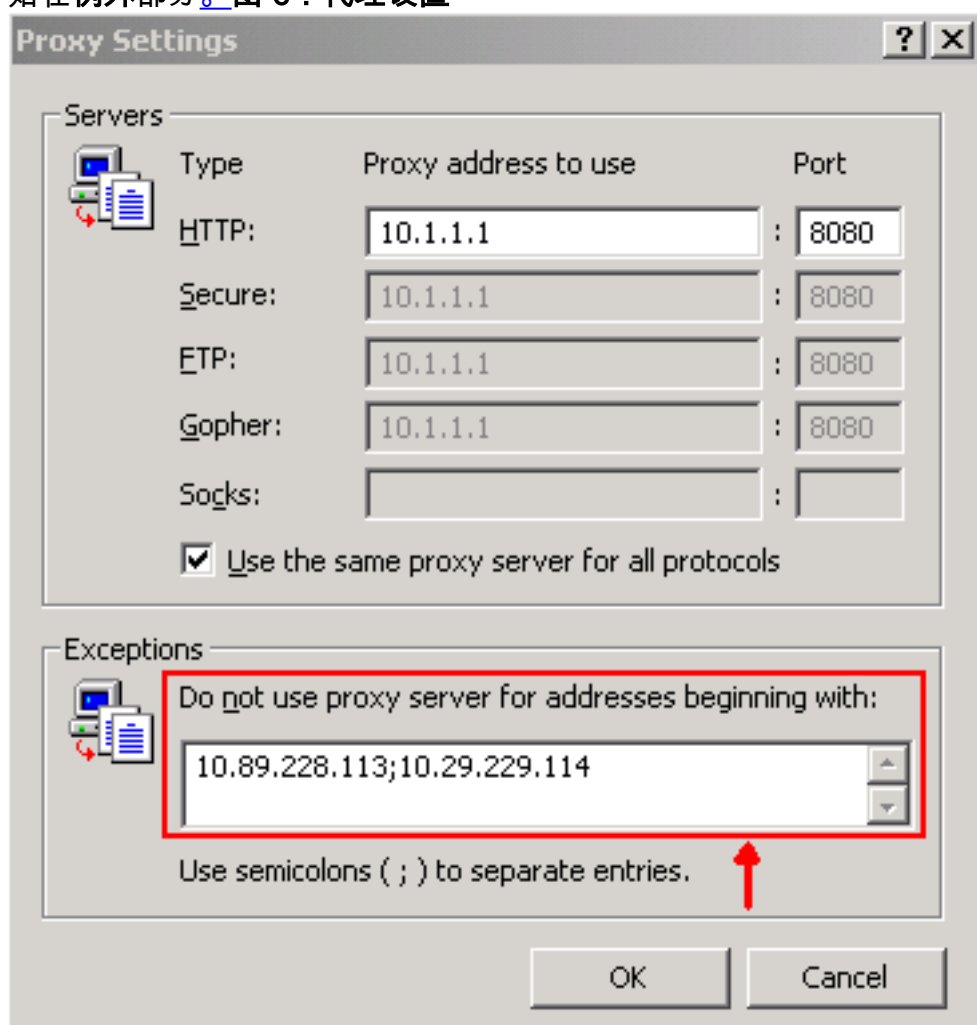 Proxy Settings
Servers
Type Proxy address to use Port
HTTP: 10.1.1.1 : 8080
Secure: 10.1.1.1 : 8080
FTP: 10.1.1.1 : 8080
Gopher: 10.1.1.1 : 8080
Socks: :
Use the same proxy server for all protocols
Exceptions
Do not use proxy server for addresses beginning with:
10.89.228.113;10.29.229.114
Use semicolons ( ; ) to separate entries.
OK Cancel